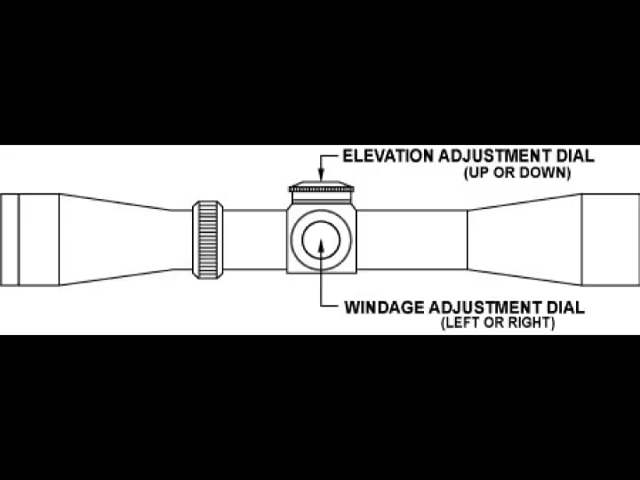 ELEVATION ADJUSTMENT DIAL
(UP OR DOWN)
WINDAGE ADJUSTMENT DIAL
(LEFT OR RIGHT)